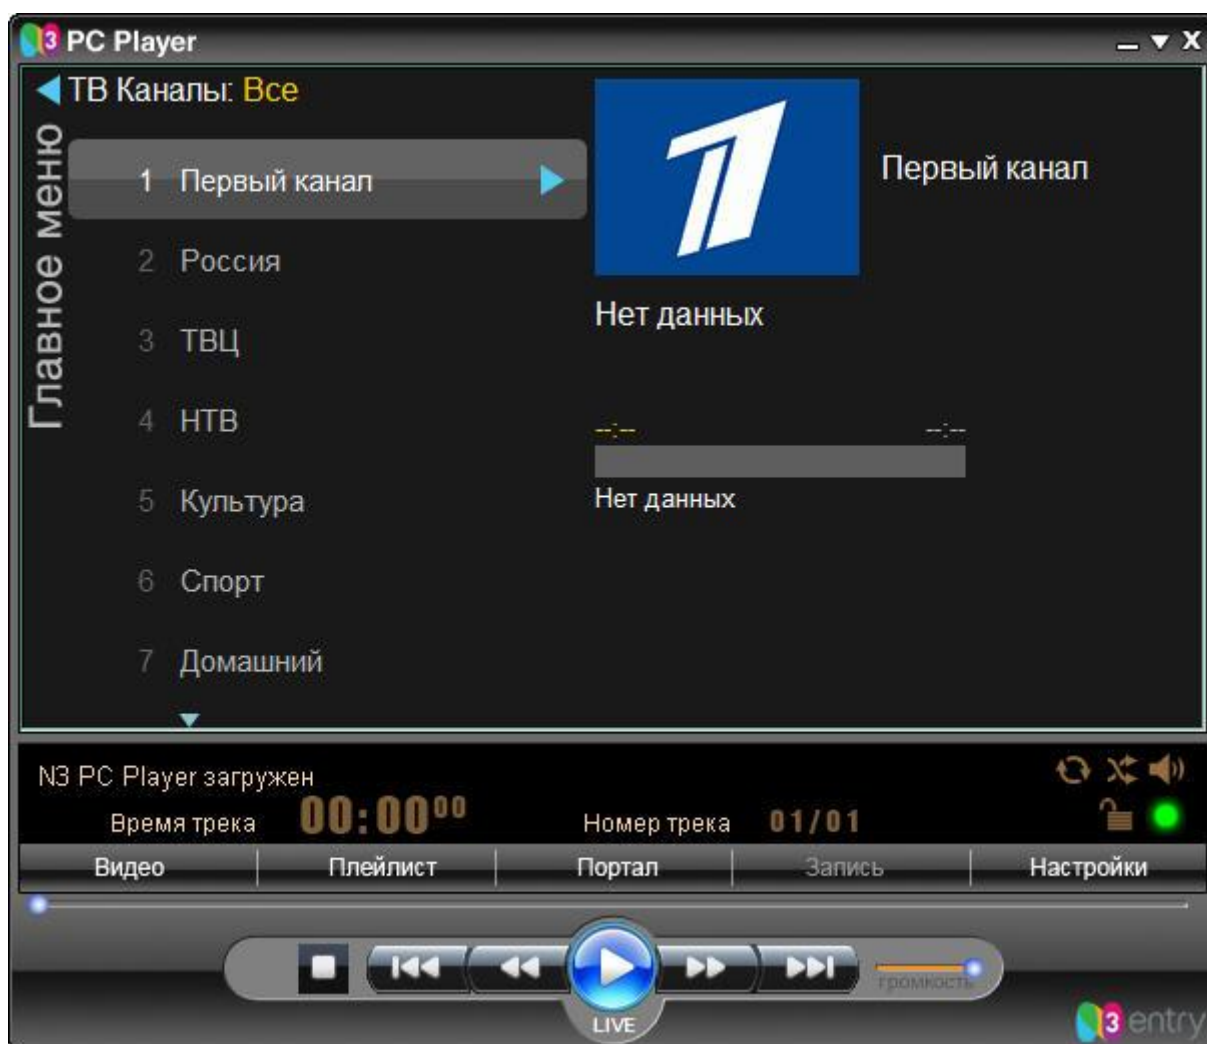 3 PC Player
ТВ Каналы: Все
Главное меню
1 Первый канал
2 Россия
3 ТВЦ
4 НТВ
5 Культура
6 Спорт
7 Домашний
Первый канал
Нет данных
--:-- --:--
Нет данных
N3 PC Player загружен
Время трека 00:00 00 Номер трека 01/01
Видео Плейлист Портал Запись Настройки
громкость
LIVE
3 entry